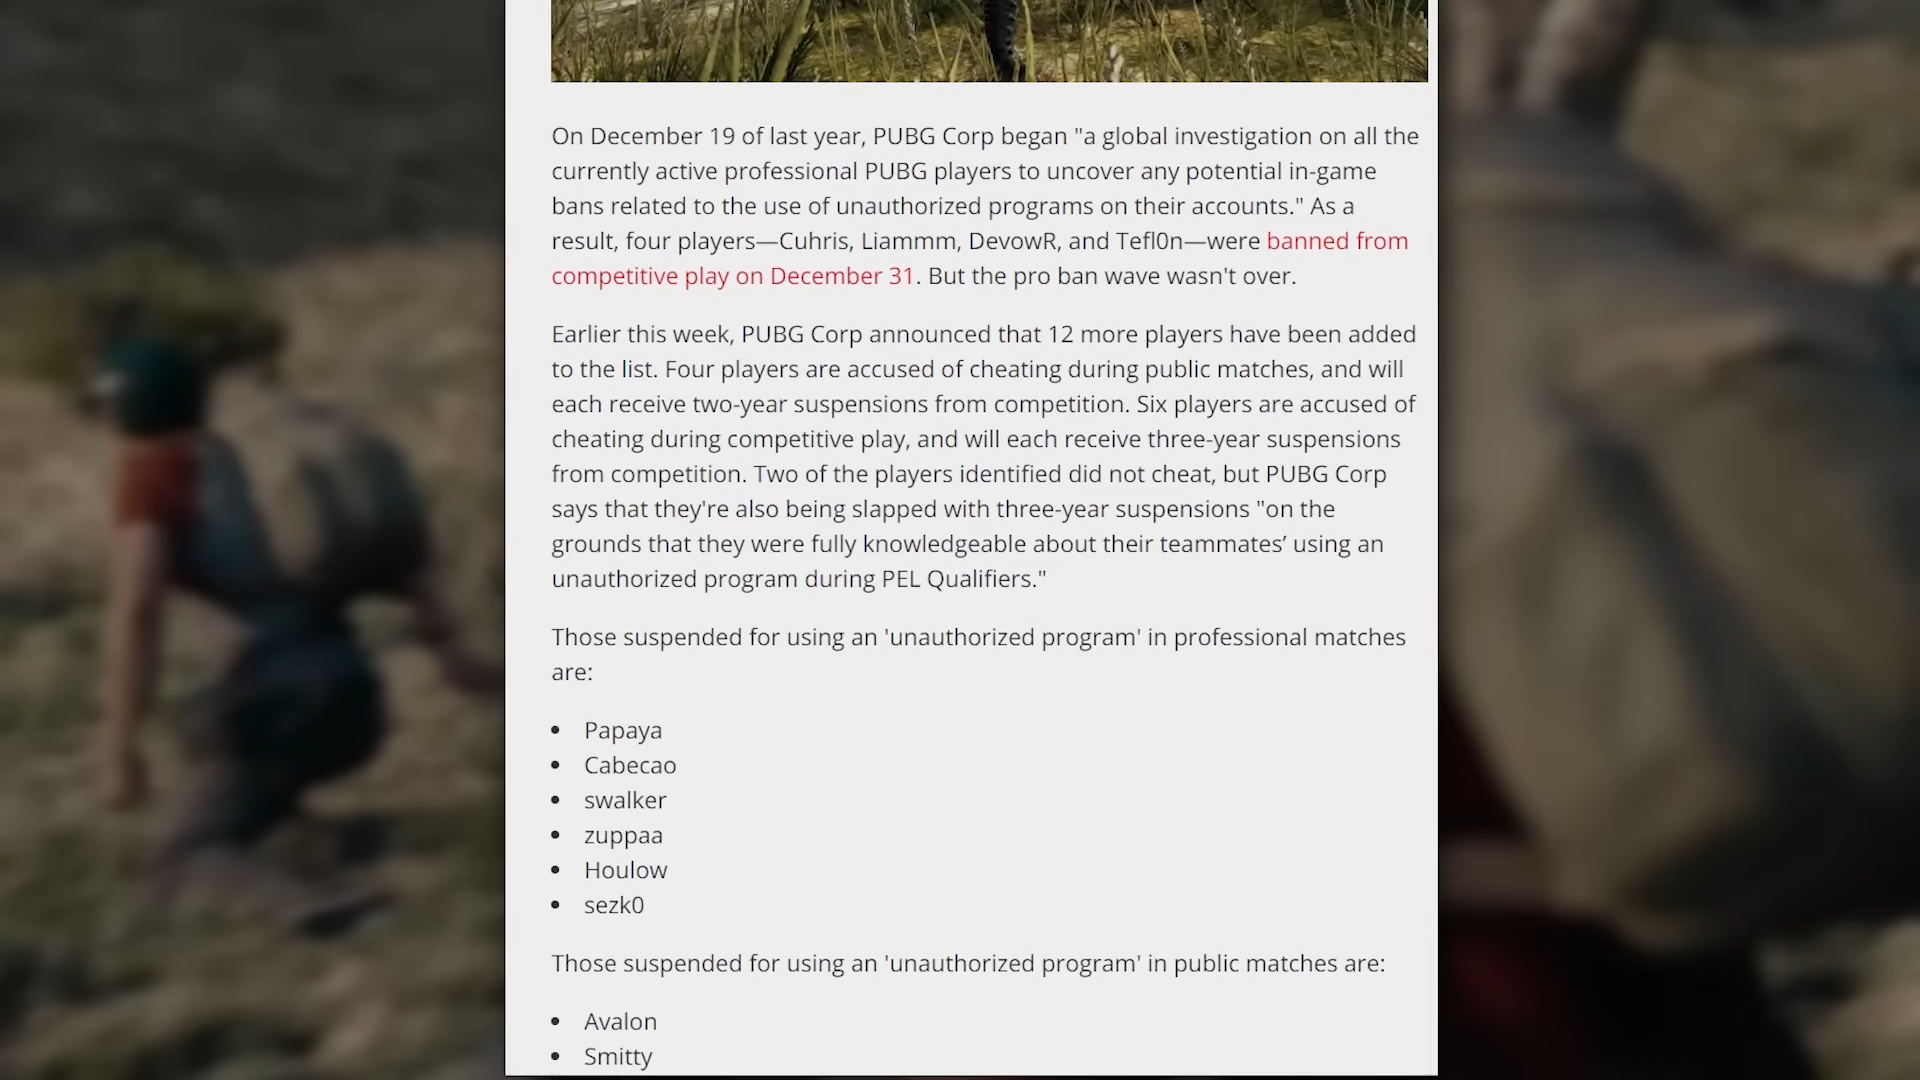 On December 19 of last year, PUBG Corp began "a global investigation on all the
currently active professional PUBG players to uncover any potential in-game
bans related to the use of unauthorized programs on their accounts." As a
result, four players—Cuhris, Liammm, DevowR, and Tefl0n—were banned from
competitive play on December 31. But the pro ban wave wasn't over.
Earlier this week, PUBG Corp announced that 12 more players have been added
to the list. Four players are accused of cheating during public matches, and will
each receive two-year suspensions from competition. Six players are accused of
cheating during competitive play, and will each receive three-year suspensions
from competition. Two of the players identified did not cheat, but PUBG Corp
says that they're also being slapped with three-year suspensions "on the
grounds that they were fully knowledgeable about their teammates’ using an
unauthorized program during PEL Qualifiers."
Those suspended for using an 'unauthorized program' in professional matches
are:
• Papaya
• Cabecao
• swalker
• zuppaa
• Houlow
• sezk0
Those suspended for using an 'unauthorized program' in public matches are:
• Avalon
• Smitty